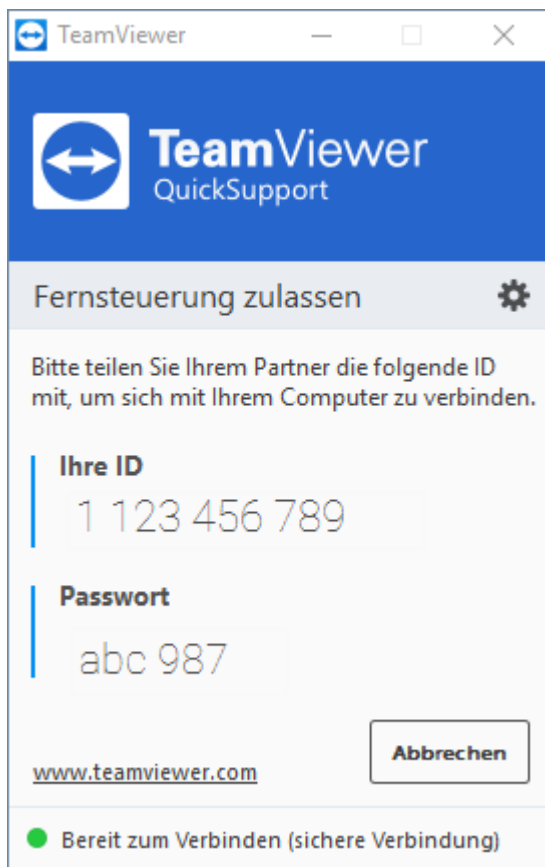 TeamViewer
TeamViewer
QuickSupport
Fernsteuerung zulassen
Bitte teilen Sie Ihrem Partner die folgende ID
mit, um sich mit Ihrem Computer zu verbinden.
Ihre ID
1 123 456 789
Passwort
abc 987
www.teamviewer.com
Abbrechen
Bereit zum Verbinden (sichere Verbindung)